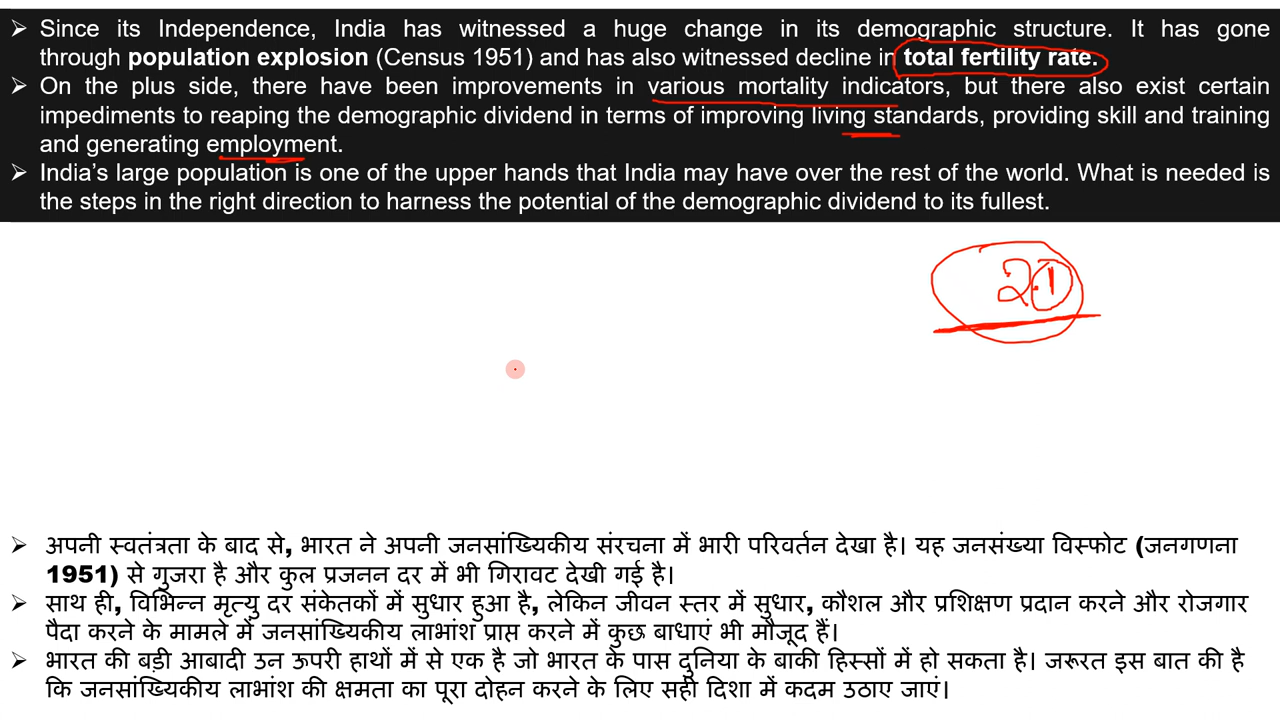 ➢ Since its Independence, India has witnessed a huge change in its demographic structure. It has gone
through population explosion (Census 1951) and has also witnessed decline in total fertility rate.
➢ On the plus side, there have been improvements in various mortality indicators, but there also exist certain
impediments to reaping the demographic dividend in terms of improving living standards, providing skill and training
and generating employment.
➢ India's large population is one of the upper hands that India may have over the rest of the world. What is needed is
the steps in the right direction to harness the potential of the demographic dividend to its fullest.
2.1
➢ अपनी स्वतंत्रता के बाद से, भारत ने अपनी जनसांख्यिकीय संरचना में भारी परिवर्तन देखा है। यह जनसंख्या विस्फोट (जनगणना
1951) से गुजरा है और कुल प्रजनन दर में भी गिरावट देखी गई है।
➢ साथ ही, विभिन्न मृत्यु दर संकेतकों में सुधार हुआ है, लेकिन जीवन स्तर में सुधार, कौशल और प्रशिक्षण प्रदान करने और रोजगार
पैदा करने के मामले में जनसांख्यिकीय लाभांश प्राप्त करने में कुछ बाधाएं भी मौजूद हैं।
➢ भारत की बड़ी आबादी उन ऊपरी हाथों में से एक है जो भारत के पास दुनिया के बाकी हिस्सों में हो सकता है। जरूरत इस बात की है
कि जनसांख्यिकीय लाभांश की क्षमता का पूरा दोहन करने के लिए सही दिशा में कदम उठाए जाएं।